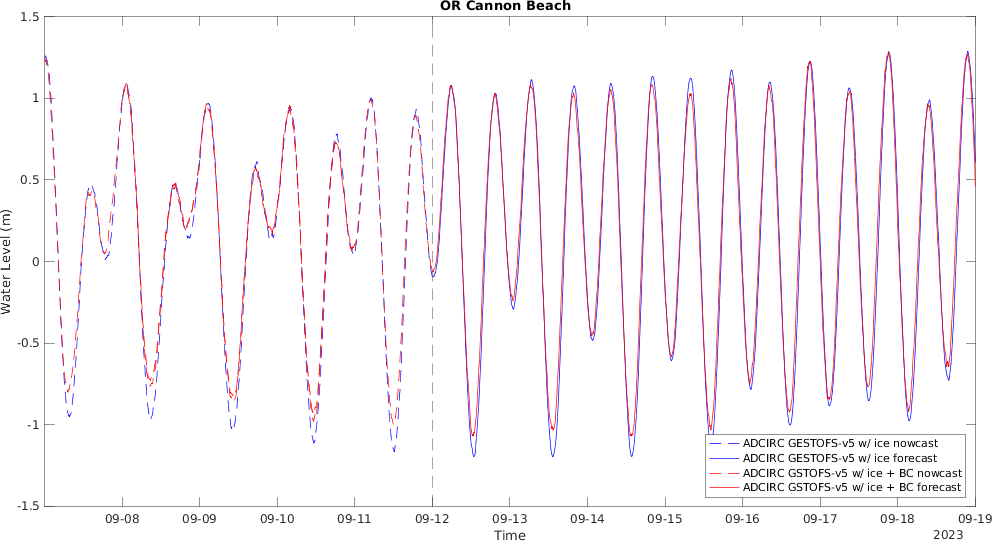 OR Cannon Beach
1.5
1
0.5
0
-0.5
-1
-1.5
Water Level (m)
ADCIRC GESTOFS-v5 w/ ice nowcast
ADCIRC GESTOFS-v5 w/ ice forecast
ADCIRC GSTOFS-v5 w/ ice + BC nowcast
ADCIRC GSTOFS-v5 w/ ice + BC forecast
09-08 09-09 09-10 09-11 09-12 09-13 09-14 09-15 09-16 09-17 09-18 09-19
Time
2023